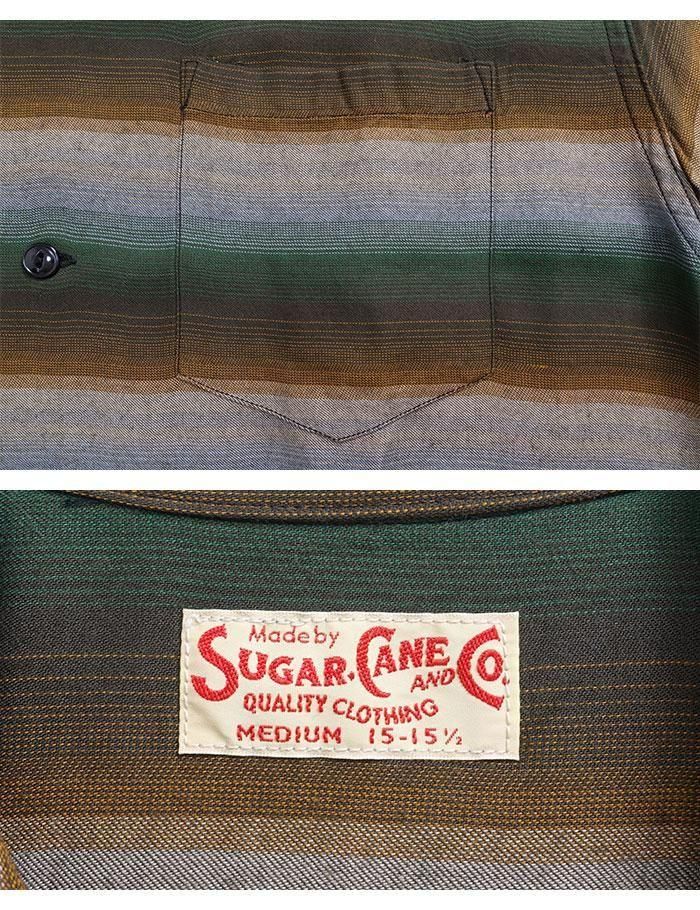 Made by
SUGAR. CANE AND CO.
QUALITY CLOTHING
MEDIUM 15-15½